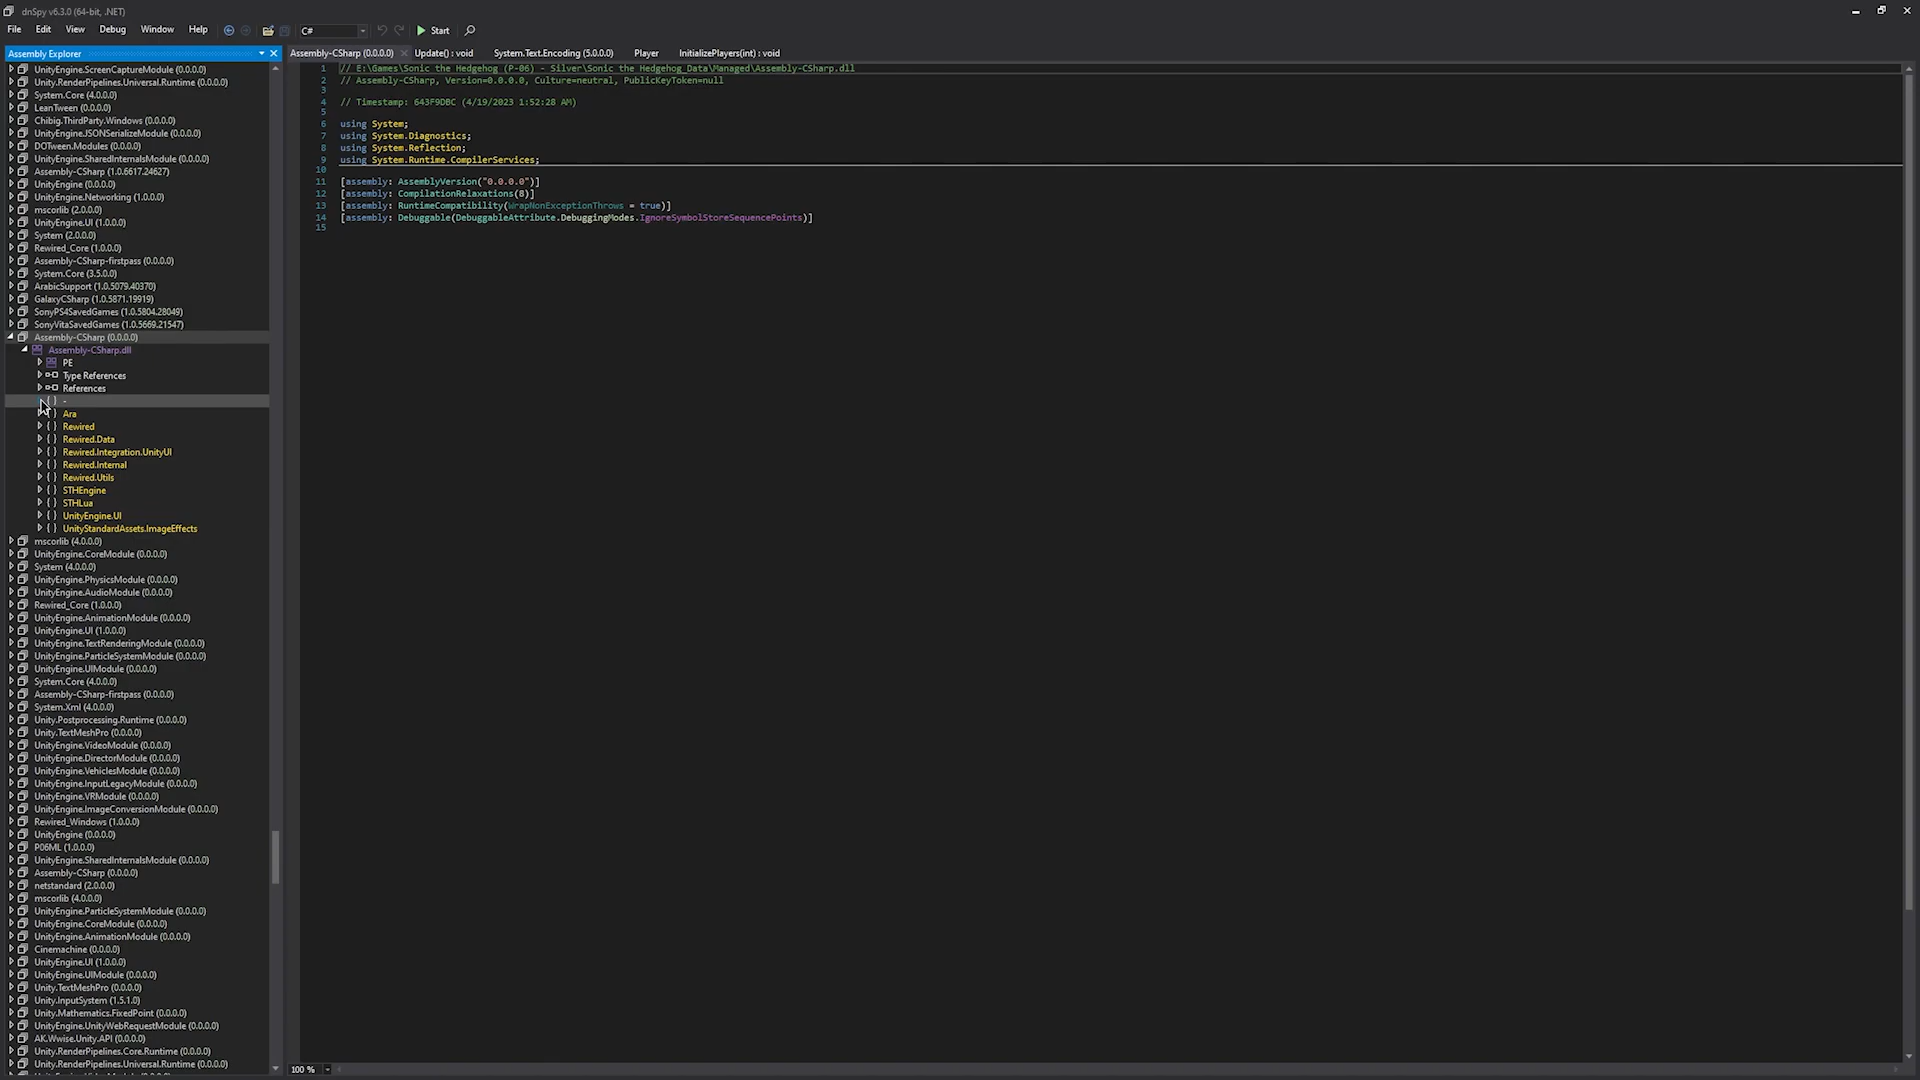 dnSpy v6.3.0 (64-bit, .NET)
File Edit View Debug Window Help C# Start
Assembly Explorer
UnityEngine.ScreenCaptureModule (0.0.0.0)
UnityEngine.RenderPipelines.Universal.Runtime (0.0.0.0)
System.Core (4.0.0.0)
LeanTween (0.0.0.0)
Chibig.ThirdParty.Windows (0.0.0.0)
UnityEngine.JSONSerializeModule (0.0.0.0)
DOTween.Modules (0.0.0.0)
UnityEngine.SharedInternalsModule (0.0.0.0)
Assembly-CSharp (1.0.6617.24627)
UnityEngine (0.0.0.0)
UnityEngine.Networking (1.0.0.0)
mscorlib (2.0.0.0)
UnityEngine.UI (1.0.0.0)
System (2.0.0.0)
Rewired_Core (1.0.0.0)
Assembly-CSharp-firstpass (0.0.0.0)
System.Core (3.5.0.0)
ArabicSupport (1.0.5079.40370)
GalaxyCSharp (1.0.5871.19919)
SonyPS4SavedGames (1.0.5804.28049)
SonyVitaSavedGames (1.0.5669.21547)
Assembly-CSharp (0.0.0.0)
Assembly-CSharp.dll
PE
Type References
References
{ } -
{ } Ara
{ } Rewired
{ } Rewired.Data
{ } Rewired.Integration.UnityUI
{ } Rewired.Internal
{ } Rewired.Utils
{ } STHEngine
{ } STHLua
{ } UnityEngine.UI
{ } UnityStandardAssets.ImageEffects
mscorlib (4.0.0.0)
UnityEngine.CoreModule (0.0.0.0)
System (4.0.0.0)
UnityEngine.PhysicsModule (0.0.0.0)
UnityEngine.AudioModule (0.0.0.0)
Rewired_Core (1.0.0.0)
UnityEngine.AnimationModule (0.0.0.0)
UnityEngine.UI (1.0.0.0)
UnityEngine.TextRenderingModule (0.0.0.0)
UnityEngine.ParticleSystemModule (0.0.0.0)
UnityEngine.UIModule (0.0.0.0)
System.Core (4.0.0.0)
Assembly-CSharp-firstpass (0.0.0.0)
System.Xml (4.0.0.0)
Unity.Postprocessing.Runtime (0.0.0.0)
Unity.TextMeshPro (0.0.0.0)
UnityEngine.VideoModule (0.0.0.0)
UnityEngine.DirectorModule (0.0.0.0)
UnityEngine.VehiclesModule (0.0.0.0)
UnityEngine.InputLegacyModule (0.0.0.0)
UnityEngine.VRModule (0.0.0.0)
UnityEngine.ImageConversionModule (0.0.0.0)
Rewired_Windows (1.0.0.0)
UnityEngine (0.0.0.0)
P06ML (1.0.0.0)
UnityEngine.SharedInternalsModule (0.0.0.0)
Assembly-CSharp (0.0.0.0)
netstandard (2.0.0.0)
mscorlib (4.0.0.0)
UnityEngine.ParticleSystemModule (0.0.0.0)
UnityEngine.CoreModule (0.0.0.0)
UnityEngine.AnimationModule (0.0.0.0)
Cinemachine (0.0.0.0)
UnityEngine.UI (1.0.0.0)
UnityEngine.UIModule (0.0.0.0)
Unity.TextMeshPro (0.0.0.0)
Unity.InputSystem (1.5.1.0)
Unity.Mathematics.FixedPoint (0.0.0.0)
UnityEngine.UnityWebRequestModule (0.0.0.0)
AK.Wwise.Unity.API (0.0.0.0)
Unity.RenderPipelines.Core.Runtime (0.0.0.0)
Unity.RenderPipelines.Universal.Runtime (0.0.0.0)
Assembly-CSharp (0.0.0.0) Update() : void System.Text.Encoding (5.0.0.0) Player InitializePlayers(int) : void
1 // E:\Games\Sonic the Hedgehog (P-06) - Silver\Sonic the Hedgehog_Data\Managed\Assembly-CSharp.dll
2 // Assembly-CSharp, Version=0.0.0.0, Culture=neutral, PublicKeyToken=null
3
4 // Timestamp: 643F9DBC (4/19/2023 1:52:28 AM)
5
6 using System;
7 using System.Diagnostics;
8 using System.Reflection;
9 using System.Runtime.CompilerServices;
10
11 [assembly: AssemblyVersion("0.0.0.0")]
12 [assembly: CompilationRelaxations(8)]
13 [assembly: RuntimeCompatibility(WrapNonExceptionThrows = true)]
14 [assembly: Debuggable(DebuggableAttribute.DebuggingModes.IgnoreSymbolStoreSequencePoints)]
15
100 %